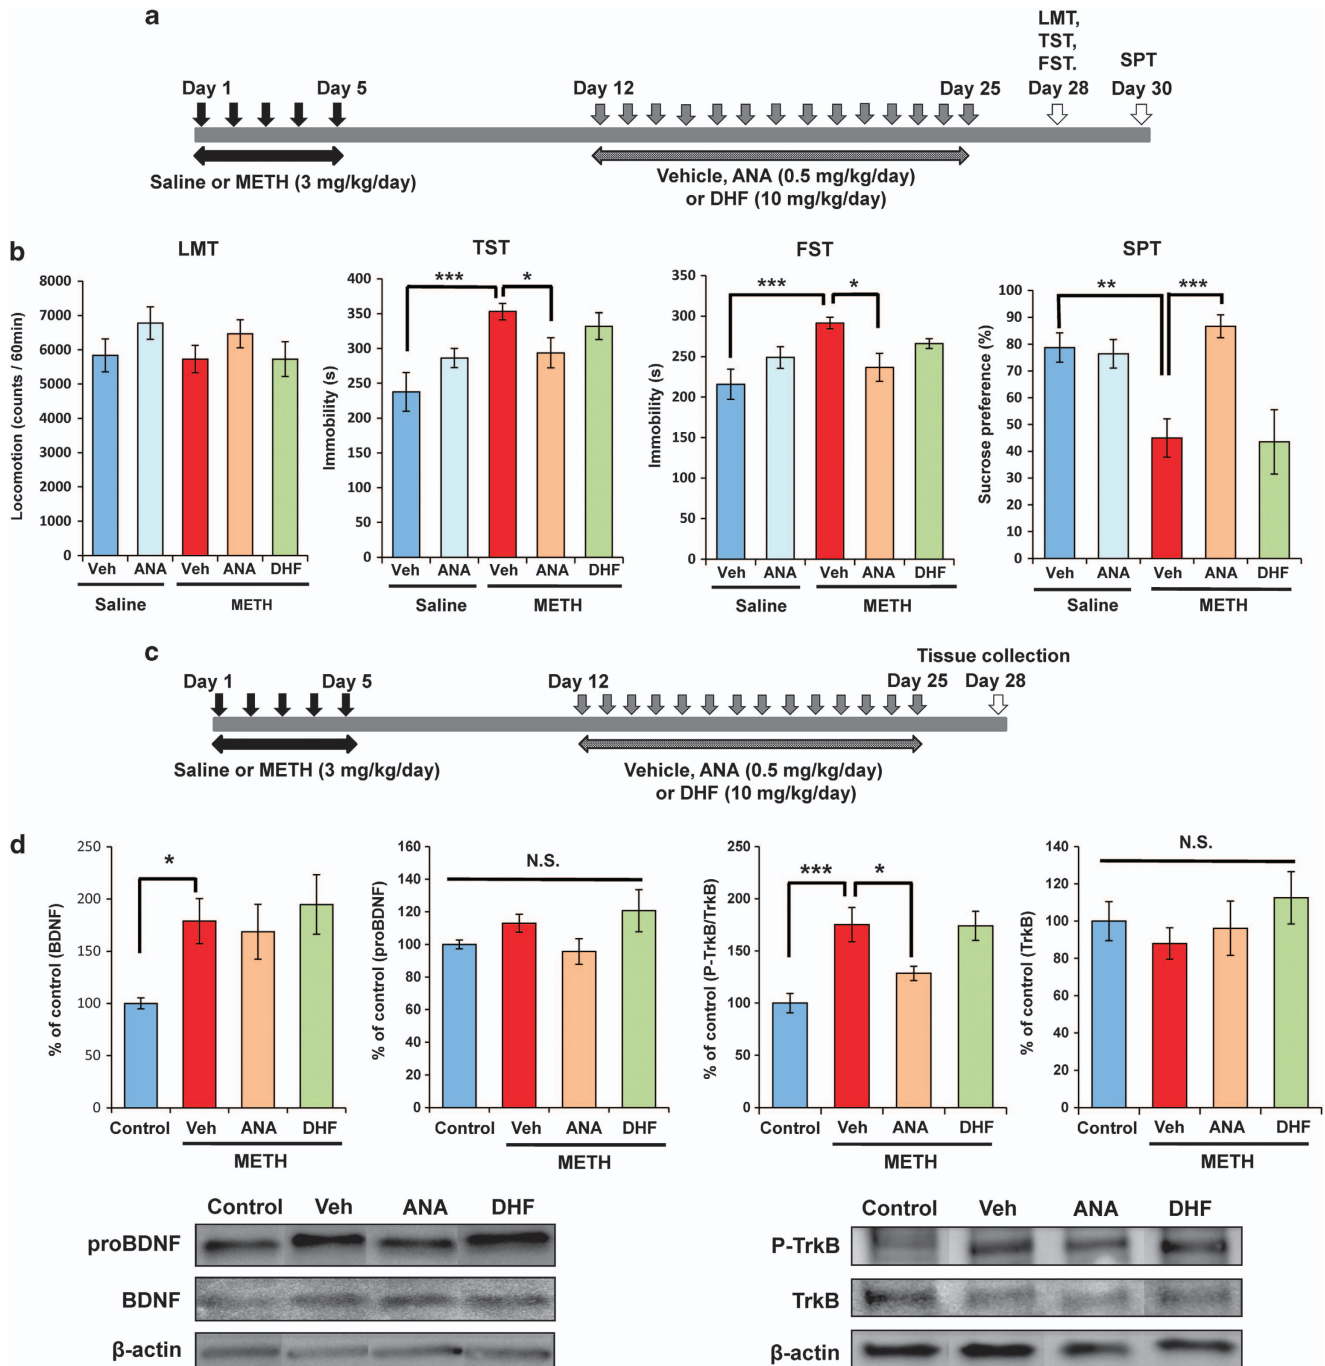 a
LMT,
TST,
FST. SPT
Day 1 Day 5 Day 12 Day 25 Day 28 Day 30
Saline or METH (3 mg/kg/day)
Vehicle, ANA (0.5 mg/kg/day)
or DHF (10 mg/kg/day)
b
LMT
Locomotion (counts / 60min)
8000
7000
6000
5000
4000
3000
2000
1000
0
Veh ANA Veh ANA DHF
Saline METH
TST
Immobility (s)
400
350
300
250
200
150
100
50
0
*** *
Veh ANA Veh ANA DHF
Saline METH
FST
Immobility (s)
350
300
250
200
150
100
50
0
*** *
Veh ANA Veh ANA DHF
Saline METH
SPT
Sucrose preference (%)
100
90
80
70
60
50
40
30
20
10
0
** ***
Veh ANA Veh ANA DHF
Saline METH
c
Tissue collection
Day 1 Day 5 Day 12 Day 25 Day 28
Saline or METH (3 mg/kg/day)
Vehicle, ANA (0.5 mg/kg/day)
or DHF (10 mg/kg/day)
d
% of control (BDNF)
250
200
150
100
50
0
*
Control Veh ANA DHF
METH
% of control (proBDNF)
160
140
120
100
80
60
40
20
0
N.S.
Control Veh ANA DHF
METH
% of control (P-TrkB/TrkB)
250
200
150
100
50
0
*** *
Control Veh ANA DHF
METH
% of control (TrkB)
140
120
100
80
60
40
20
0
N.S.
Control Veh ANA DHF
METH
Control Veh ANA DHF
proBDNF
BDNF
β-actin
Control Veh ANA DHF
P-TrkB
TrkB
β-actin